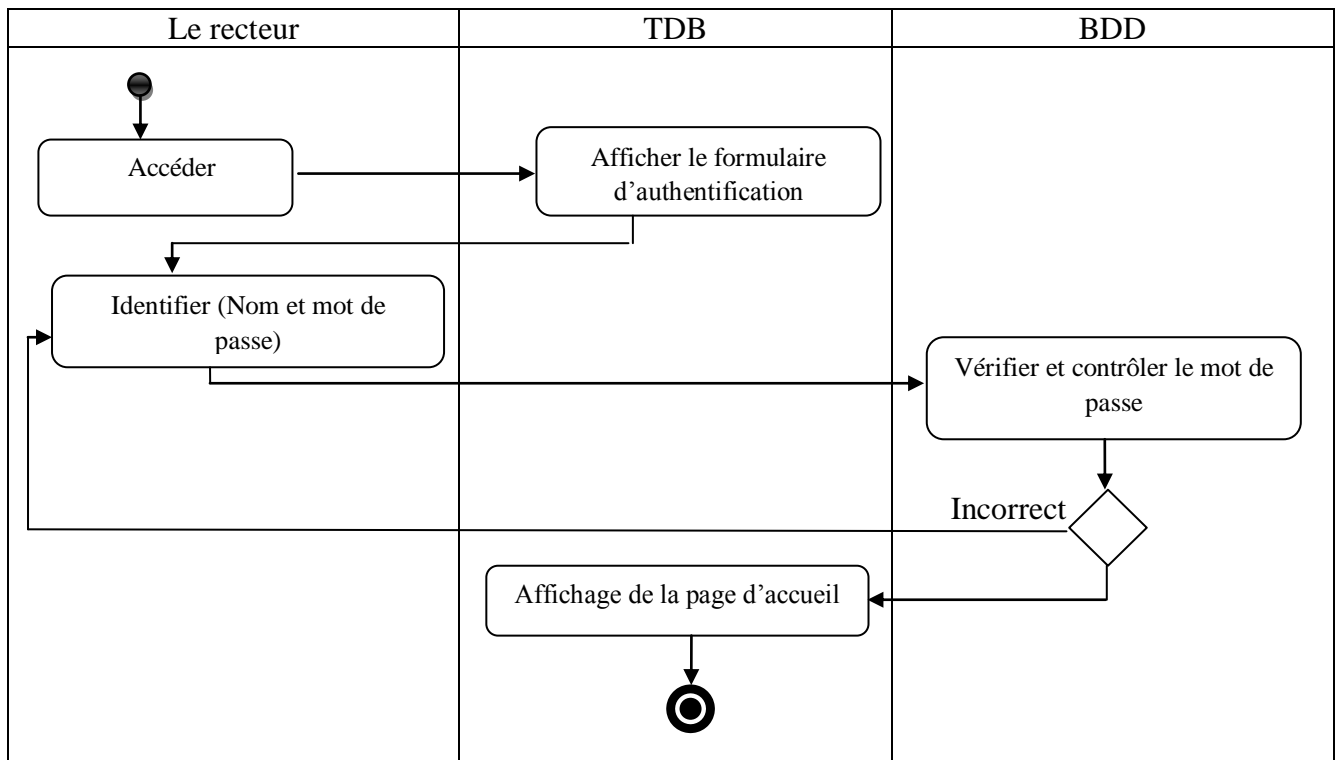 Le recteur
TDB
BDD
Accéder
Afficher le formulaire
d’authentification
Identifier (Nom et mot de
passe)
Vérifier et contrôler le mot de
passe
Incorrect
Affichage de la page d’accueil